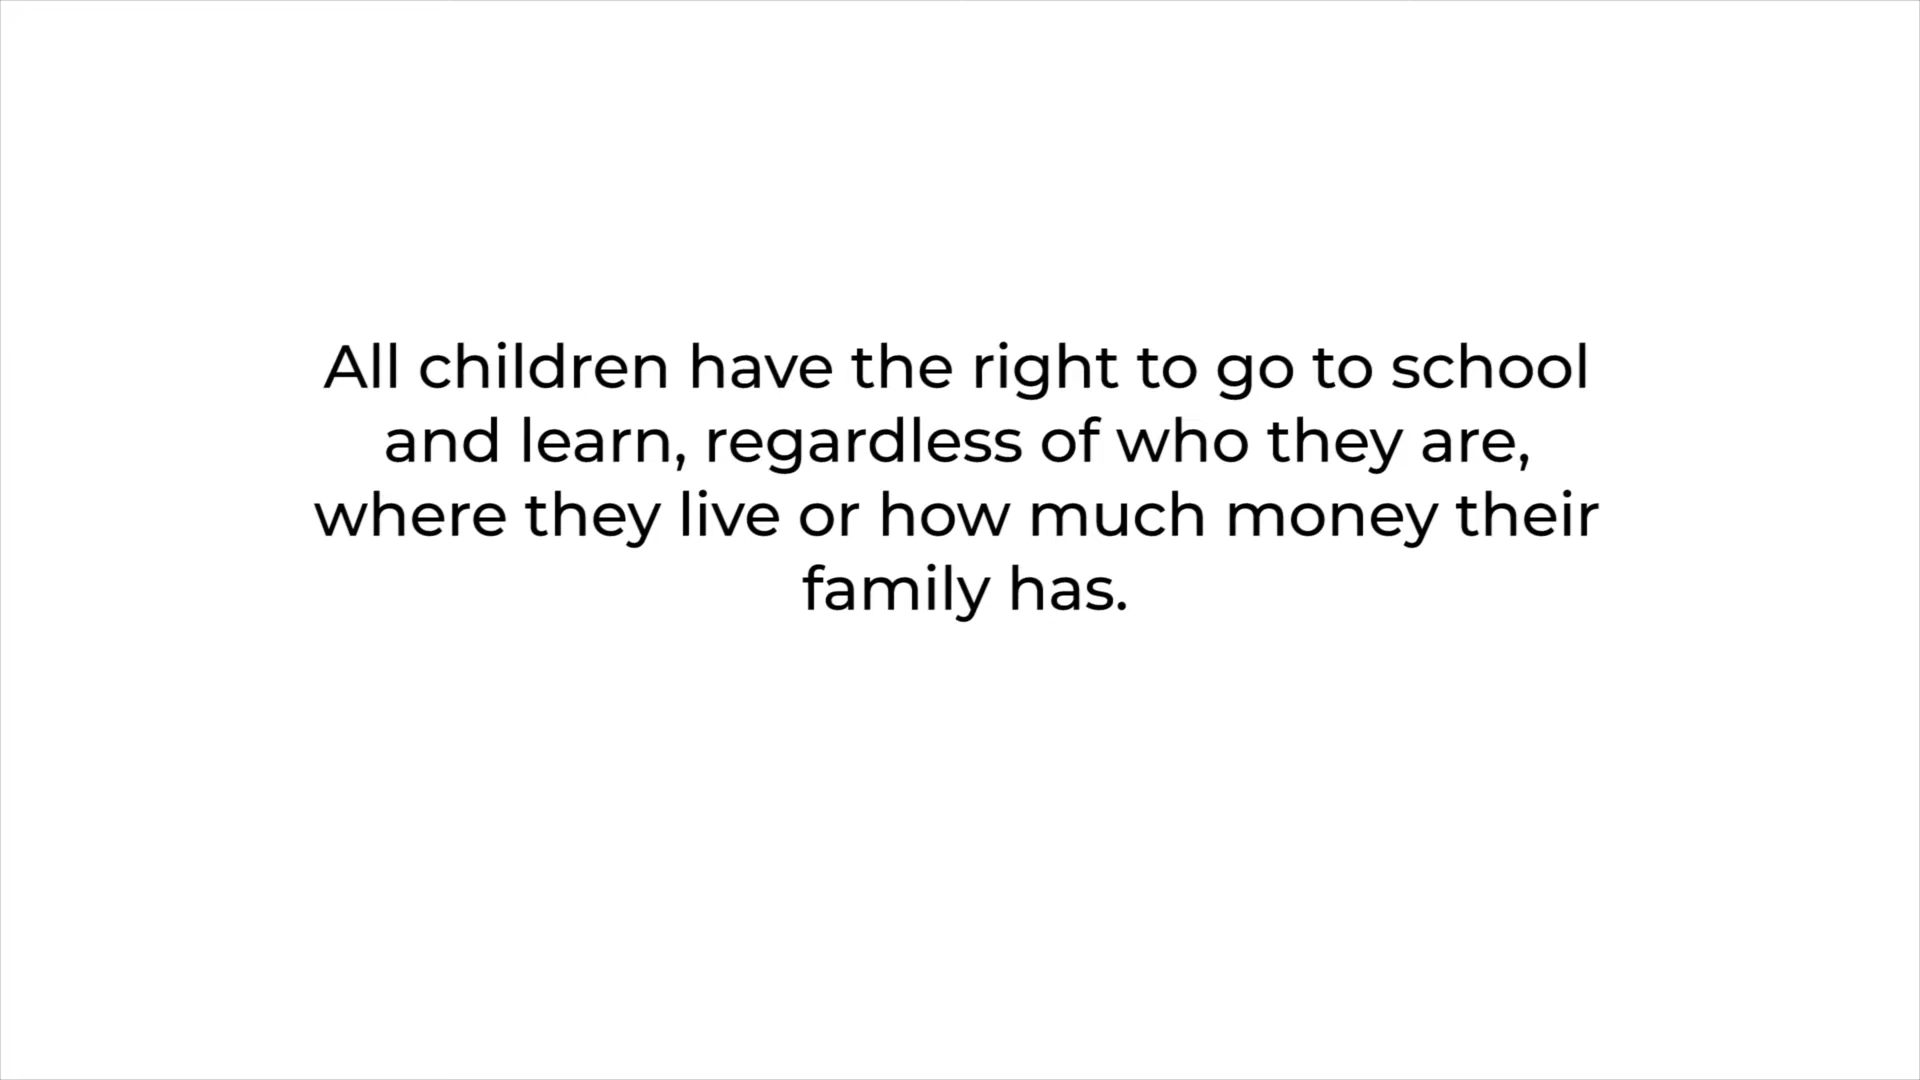 All children have the right to go to school
and learn, regardless of who they are,
where they live or how much money their
family has.